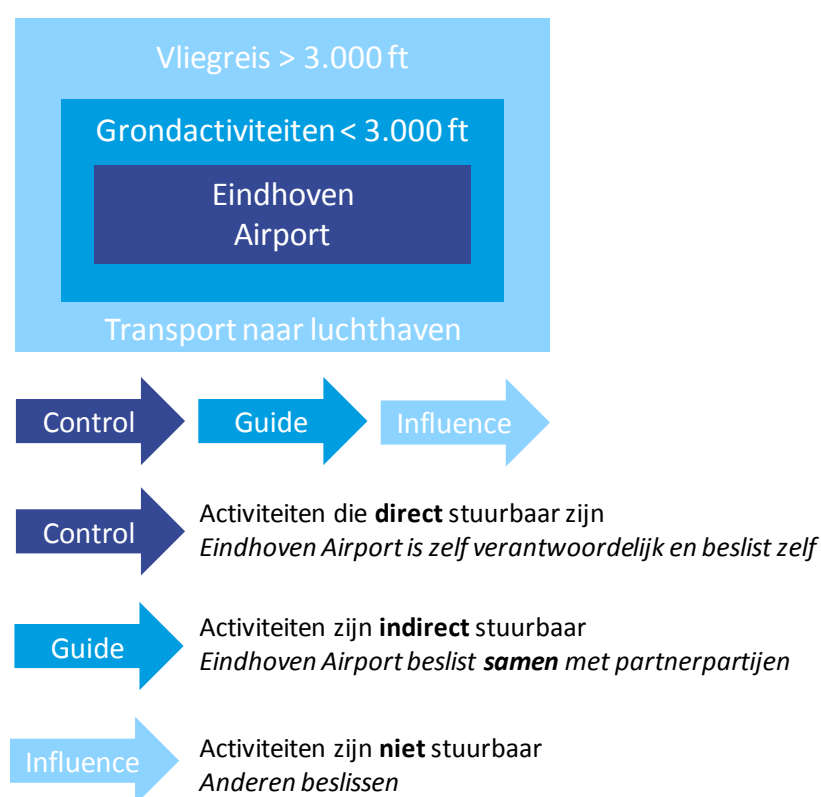 Vliegreis > 3.000 ft
Grondactiviteiten < 3.000 ft
Eindhoven
Airport
Transport naar luchthaven
Control
Guide
Influence
Control
Activiteiten die direct stuurbaar zijn
Eindhoven Airport is zelf verantwoordelijk en beslist zelf
Guide
Activiteiten zijn indirect stuurbaar
Eindhoven Airport beslist samen met partnerpartijen
Influence
Activiteiten zijn niet stuurbaar
Anderen beslissen